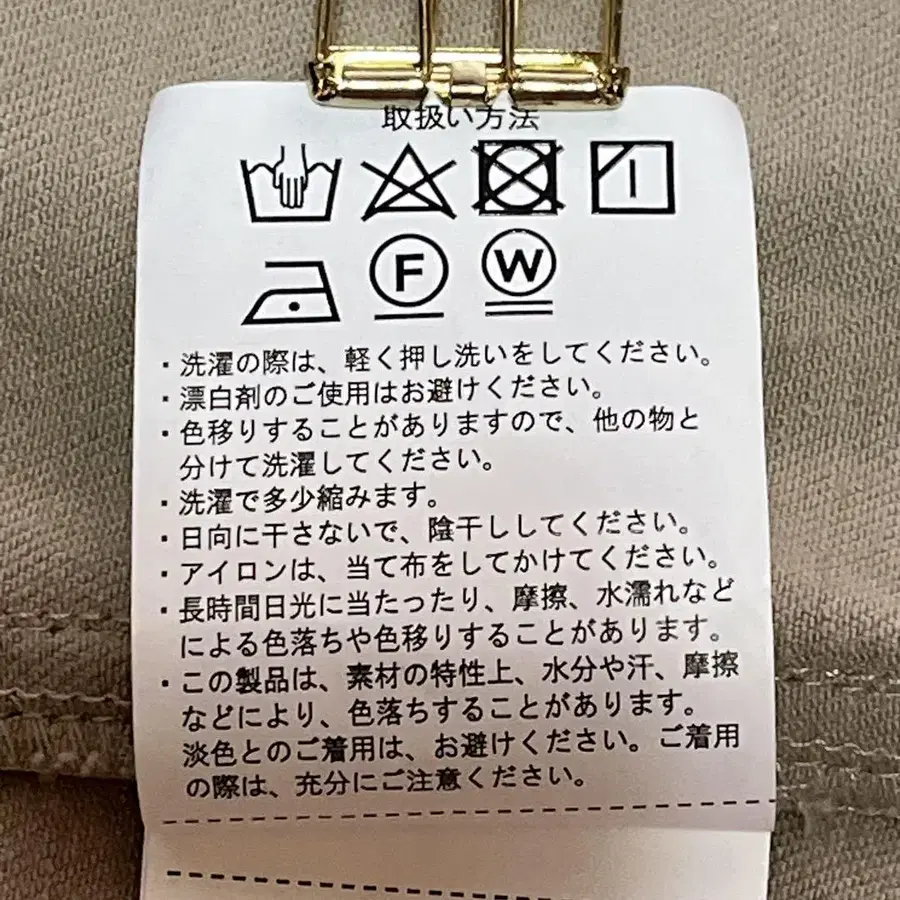 取扱い方法
F W
・洗濯の際は、軽く押し洗いをしてください。
・漂白剤のご使用はお避けください。
・色移りすることがありますので、他の物と
分けて洗濯してください。
・洗濯で多少縮みます。
・日向に干さないで、陰干ししてください。
・アイロンは、当て布をしてかけてください。
・長時間日光に当たったり、摩擦、水濡れなど
による色落ちや色移りすることがあります。
・この製品は、素材の特性上、水分や汗、摩擦
などにより、色落ちすることがあります。
淡色とのご着用は、お避けください。ご着用
の際は、充分にご注意ください。